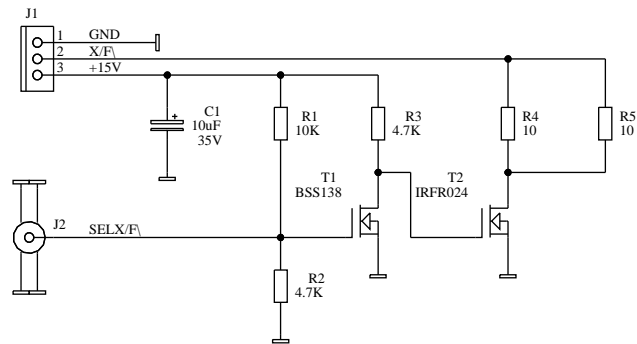 J1
1 GND
2 X/F\
3 +15V
C1
10uF
35V
R1
10K
R3
4.7K
R4
10
R5
10
T1
BSS138
T2
IRFR024
J2
SELX/F\
R2
4.7K